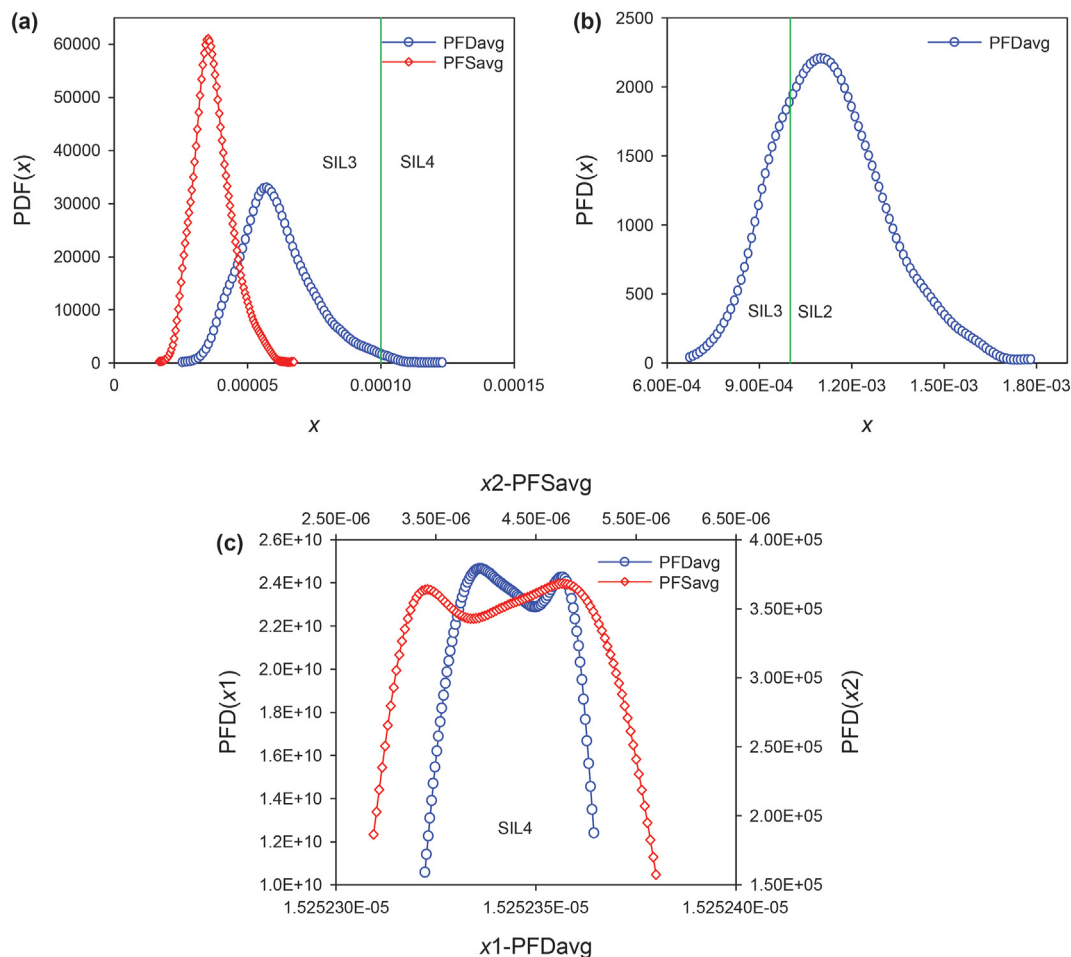 (a)
PFDavg
PFSavg
60000
50000
40000
30000
20000
10000
0
PDF(x)
SIL3
SIL4
0
0.00005
0.00010
0.00015
x
(b)
PFDavg
2500
2000
1500
1000
500
0
PFD(x)
SIL3
SIL2
6.00E-04
9.00E-04
1.20E-03
1.50E-03
1.80E-03
x
x2-PFSavg
2.50E-06
3.50E-06
4.50E-06
5.50E-06
6.50E-06
(c)
PFDavg
PFSavg
2.6E+10
2.4E+10
2.2E+10
2.4E+10
1.8E+10
1.6E+10
1.4E+10
1.2E+10
1.0E+10
PFD(x1)
4.00E+05
3.50E+05
3.00E+05
2.50E+05
2.00E+05
1.50E+05
PFD(x2)
SIL4
1.525230E-05
1.525235E-05
1.525240E-05
x1-PFDavg